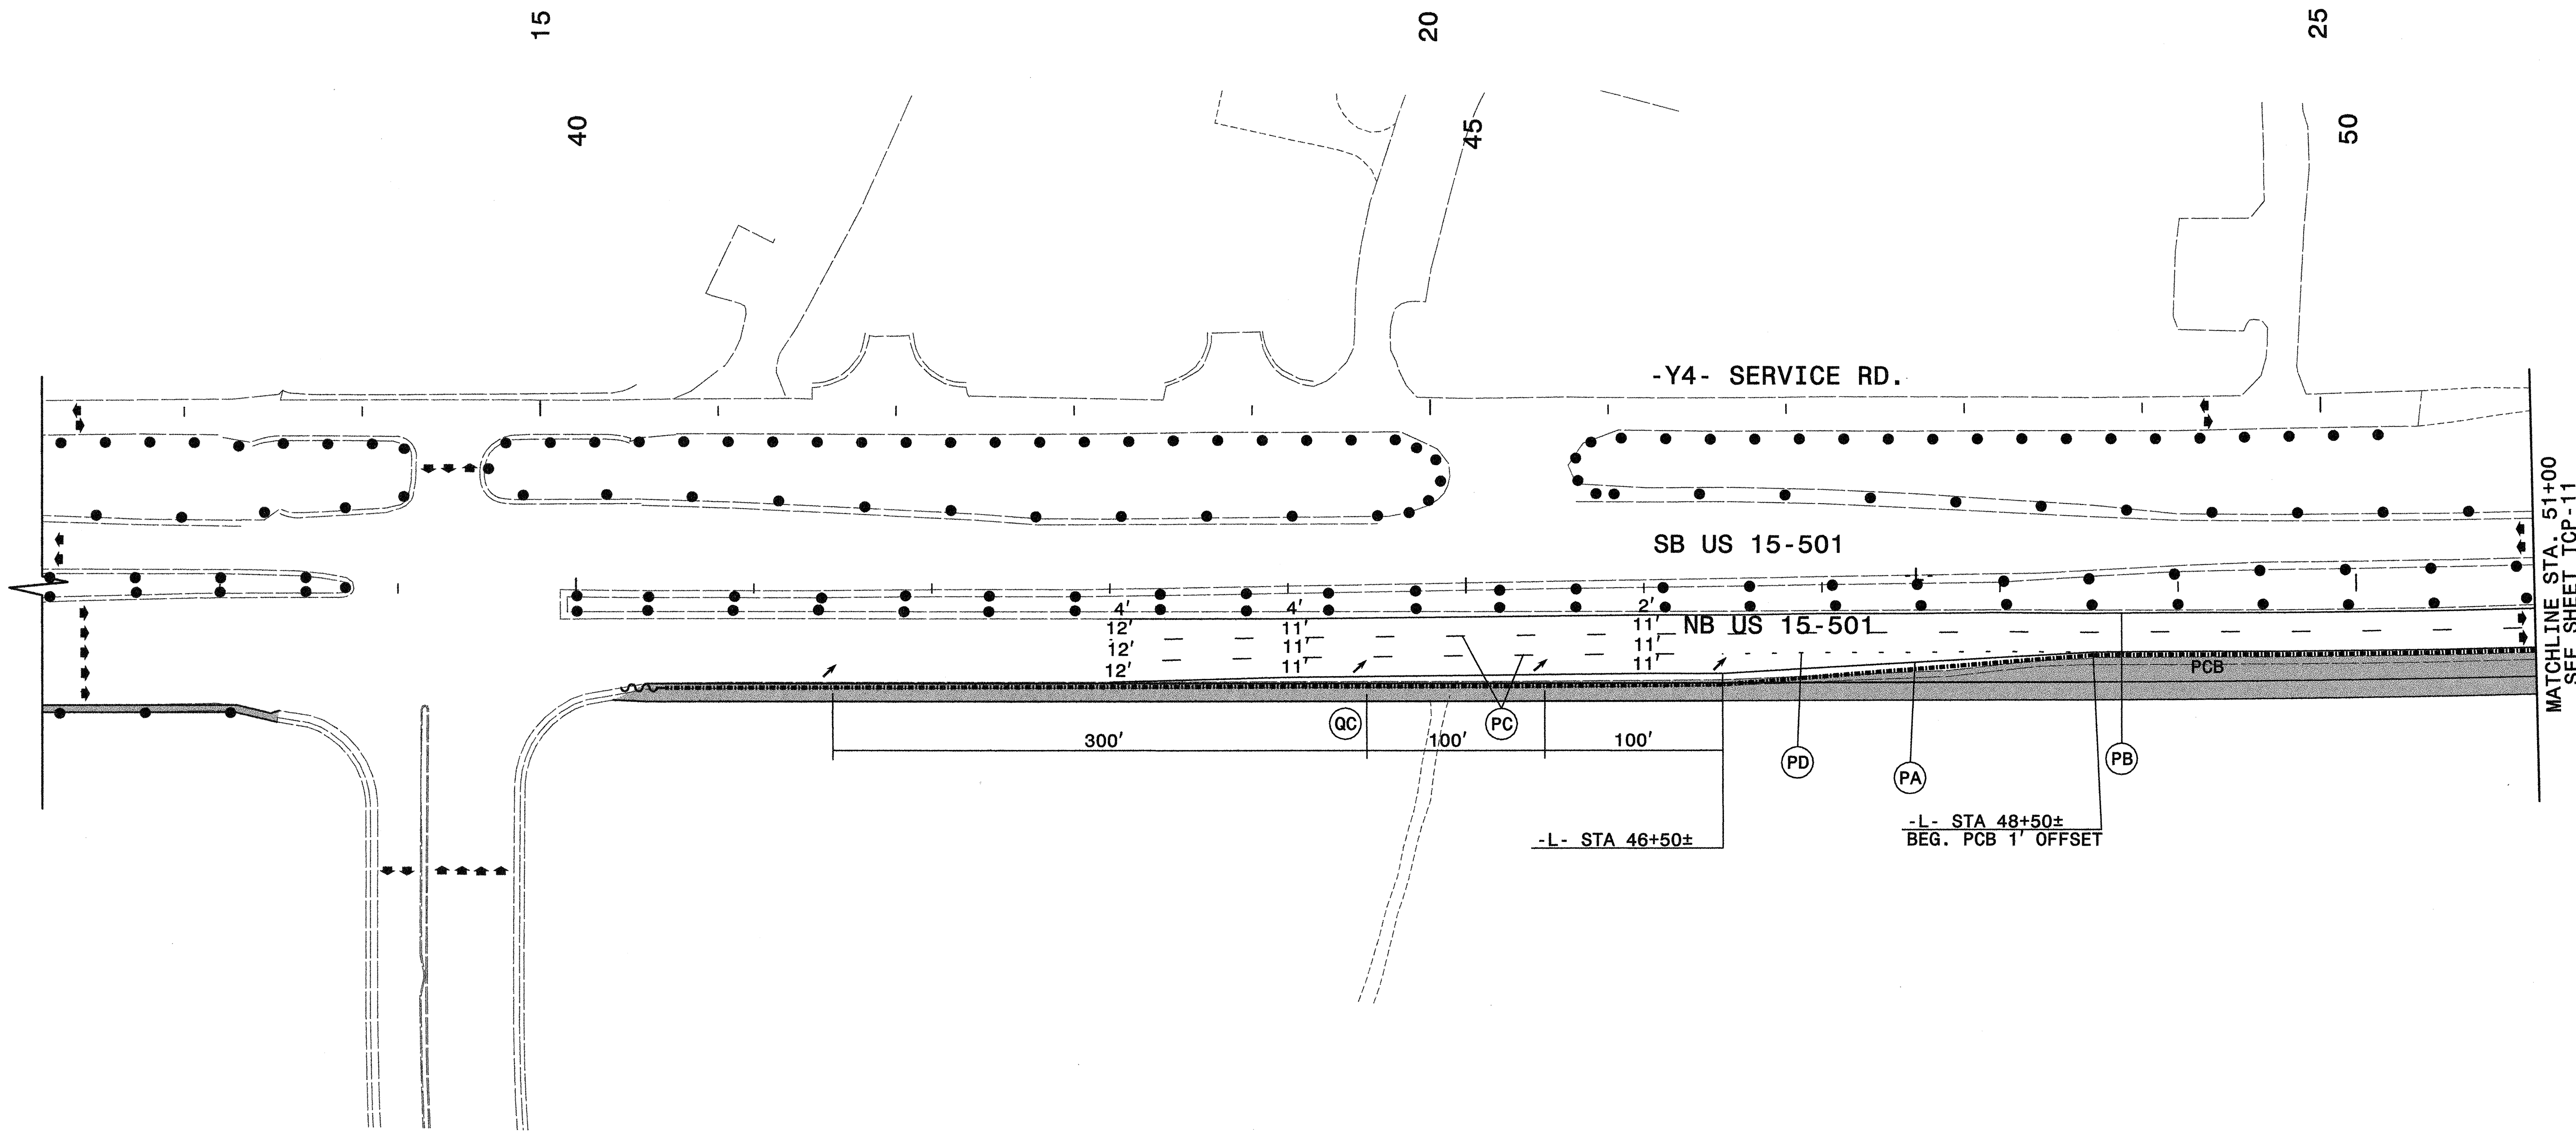 15
20
25
40
45
50
-Y4- SERVICE RD.
SB US 15-501
4'
4'
2'
12'
11'
11'
NB US 15-501
12'
11'
11'
12'
11'
11'
PCB
QC
PC
300'
100'
100'
PD
PA
PB
-L- STA 46+50±
-L- STA 48+50±
BEG. PCB 1' OFFSET
MATCHLINE STA. 51+00
SEE SHEET TCP-11